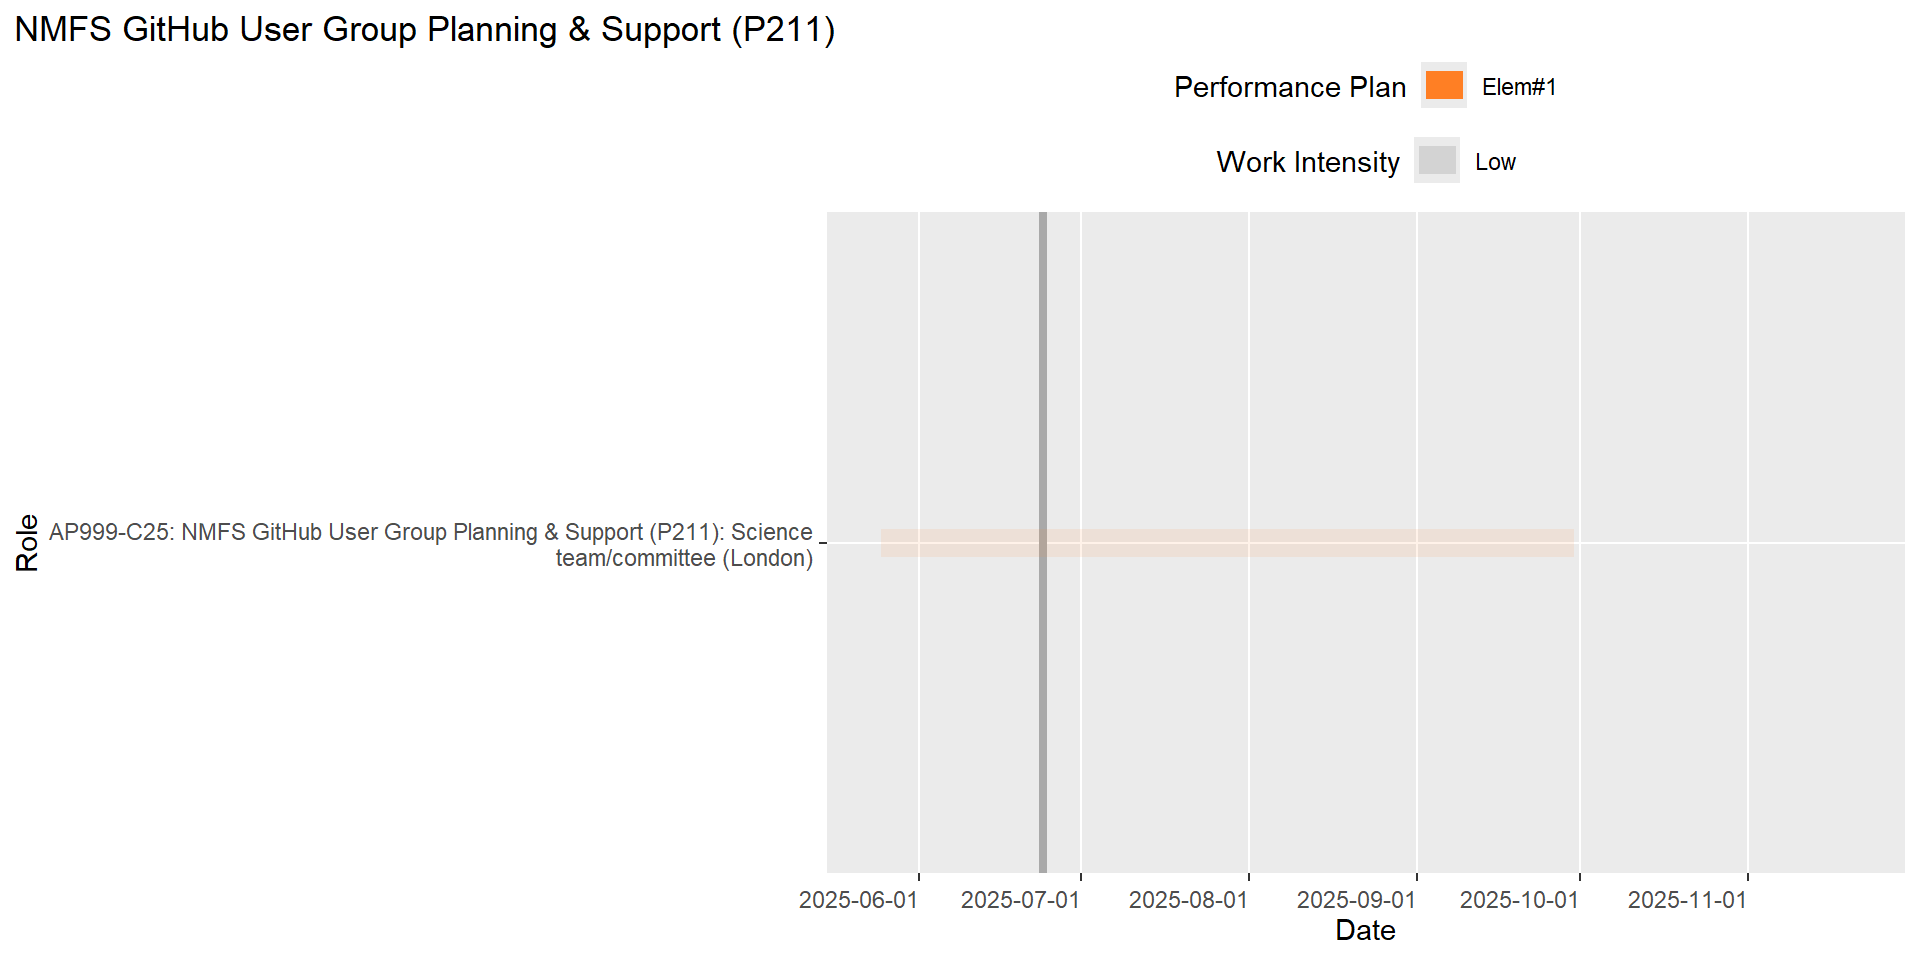 NMFS GitHub User Group Planning & Support (P211)
Performance Plan Elem#1
Work Intensity Low
Role
AP999-C25: NMFS GitHub User Group Planning & Support (P211): Science
team/committee (London)
2025-06-01 2025-07-01 2025-08-01 2025-09-01 2025-10-01 2025-11-01
Date